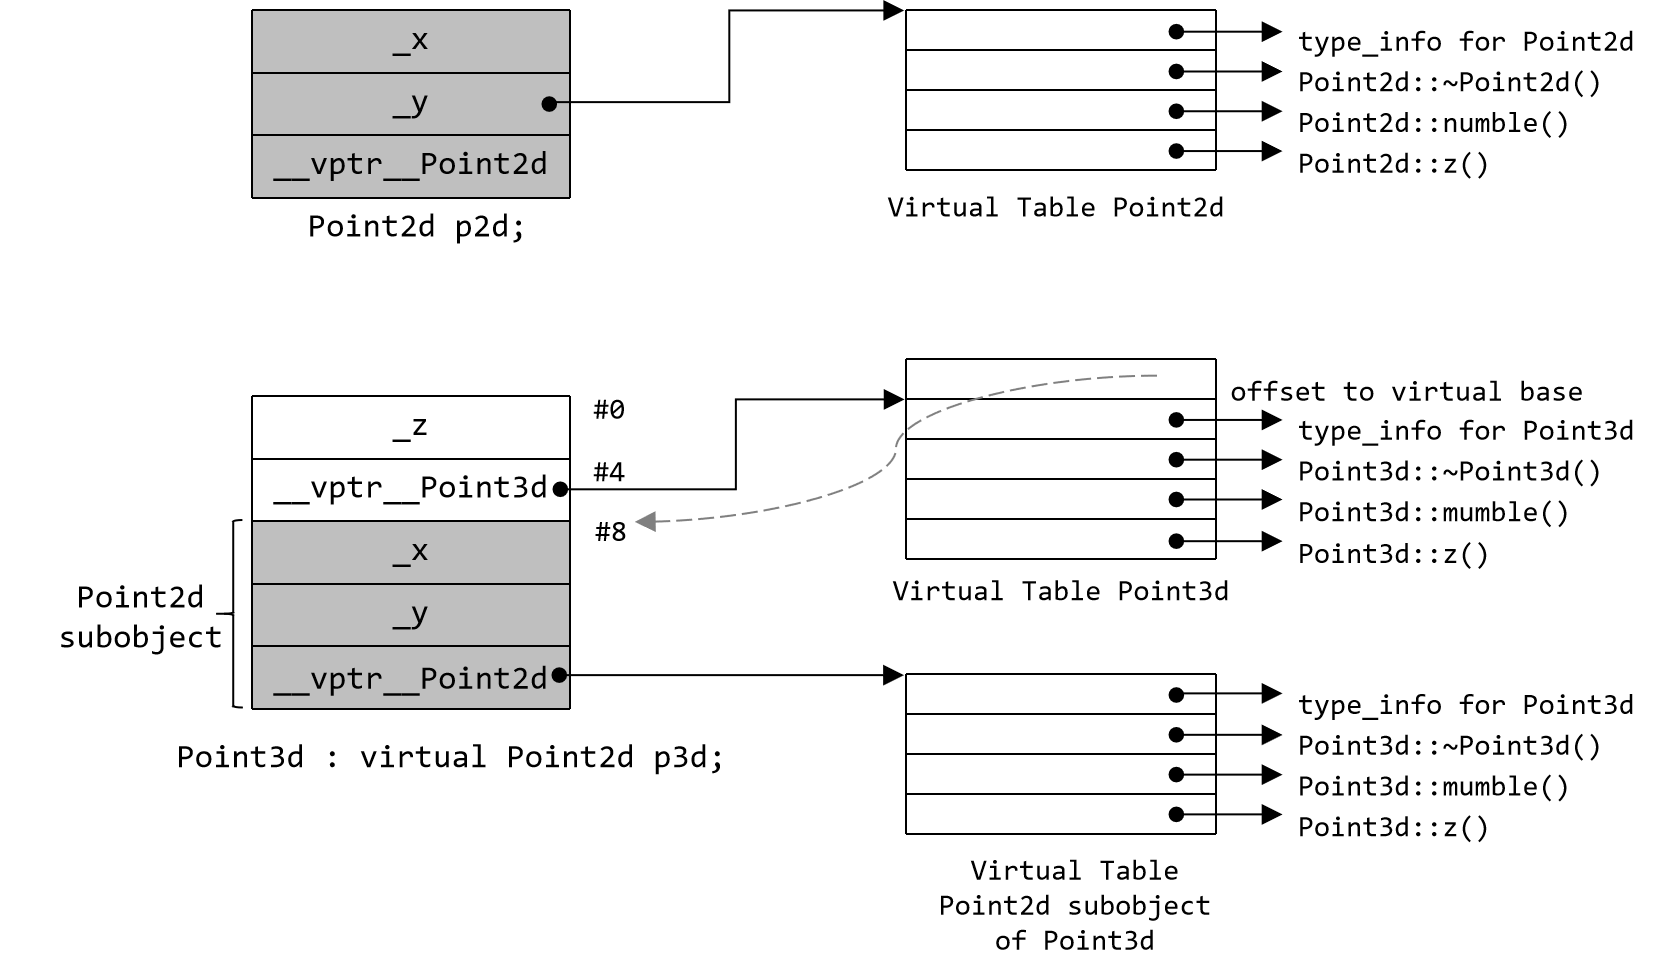 _x
_y
__vptr__Point2d
Point2d p2d;
type_info for Point2d
Point2d::~Point2d()
Point2d::numble()
Point2d::z()
Virtual Table Point2d
_z
__vptr__Point3d
_x
_y
__vptr__Point2d
#0
#4
#8
Point2d
subobject
Point3d : virtual Point2d p3d;
offset to virtual base
type_info for Point3d
Point3d::~Point3d()
Point3d::mumble()
Point3d::z()
Virtual Table Point3d
type_info for Point3d
Point3d::~Point3d()
Point3d::mumble()
Point3d::z()
Virtual Table
Point2d subobject
of Point3d